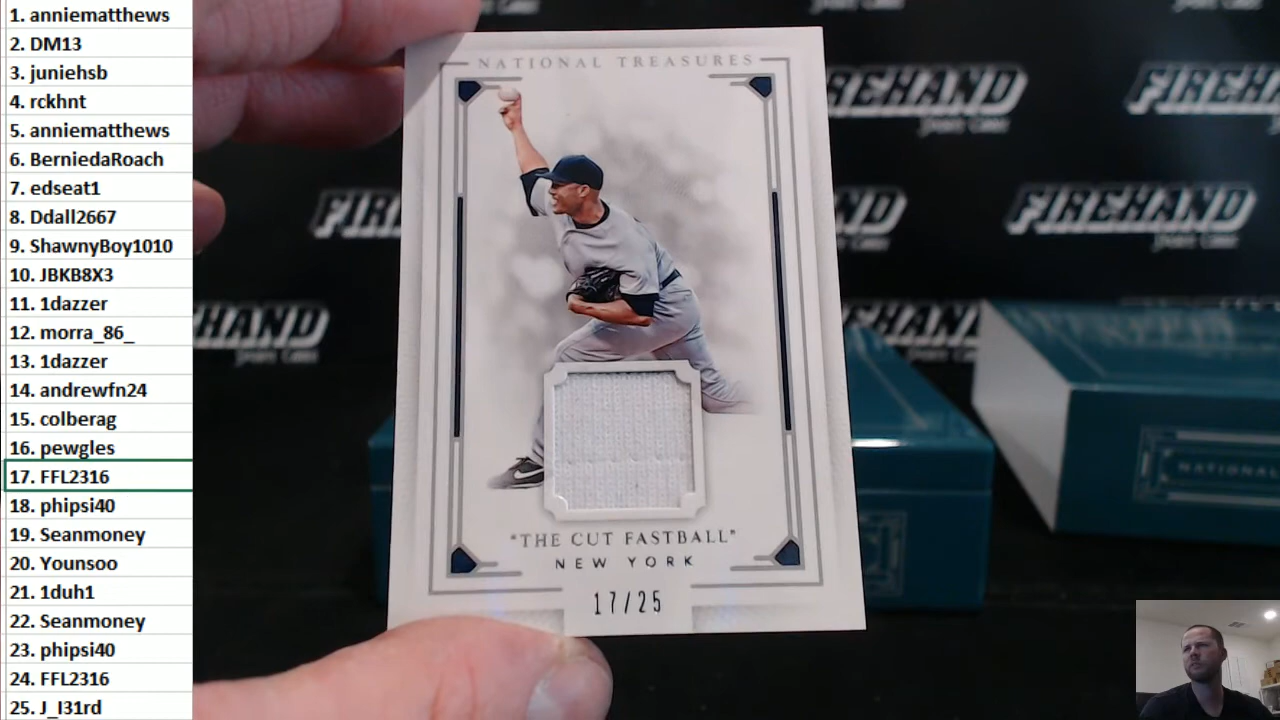 1. anniematthews
2. DM13
3. juniehsb
4. rckhnt
5. anniematthews
6. BerniedaRoach
7. edseat1
8. Ddall2667
9. ShawnyBoy1010
10. JBKB8X3
11. 1dazzer
12. morra_86_
13. 1dazzer
14. andrewfn24
15. colberag
16. pewgles
17. FFL2316
18. phipsi40
19. Seanmoney
20. Younsoo
21. 1duh1
22. Seanmoney
23. phipsi40
24. FFL2316
25. J_I31rd
NATIONAL TREASURES
"THE CUT FASTBALL"
NEW YORK
17/25
FIREHAND
FIREHAND
FIREHAND
NATIONAL